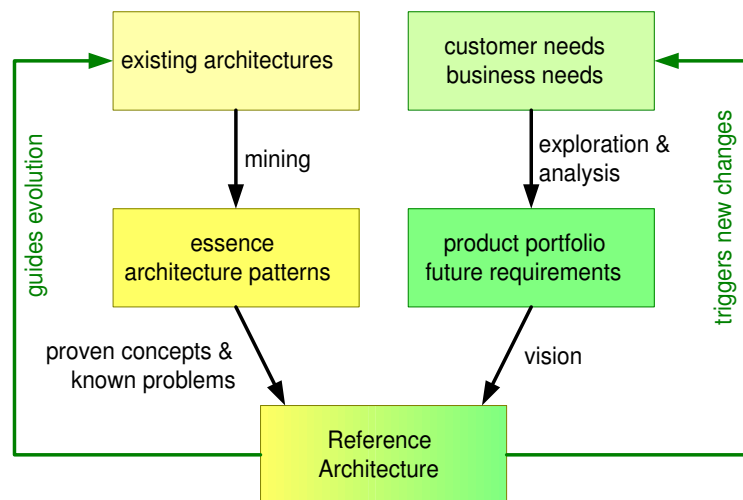 existing architectures
customer needs
business needs
mining
exploration &
analysis
guides evolution
triggers new changes
essence
architecture patterns
product portfolio
future requirements
proven concepts &
known problems
vision
Reference
Architecture